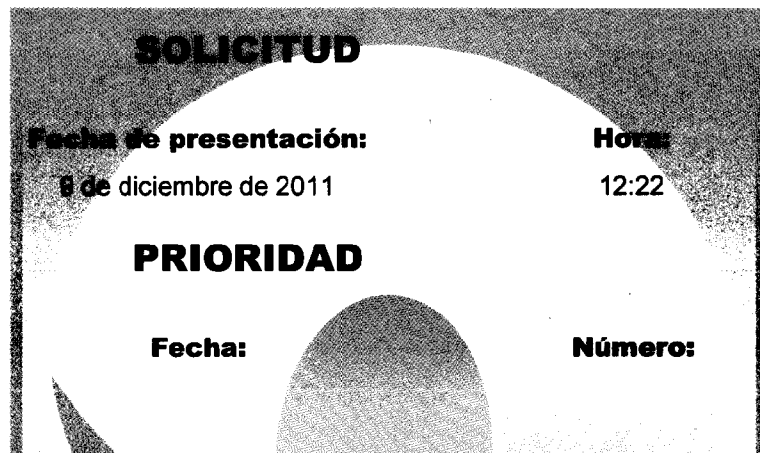 SOLICITUD
Fecha de presentación: Hora:
de diciembre de 2011 12:22
PRIORIDAD
Fecha: Número: